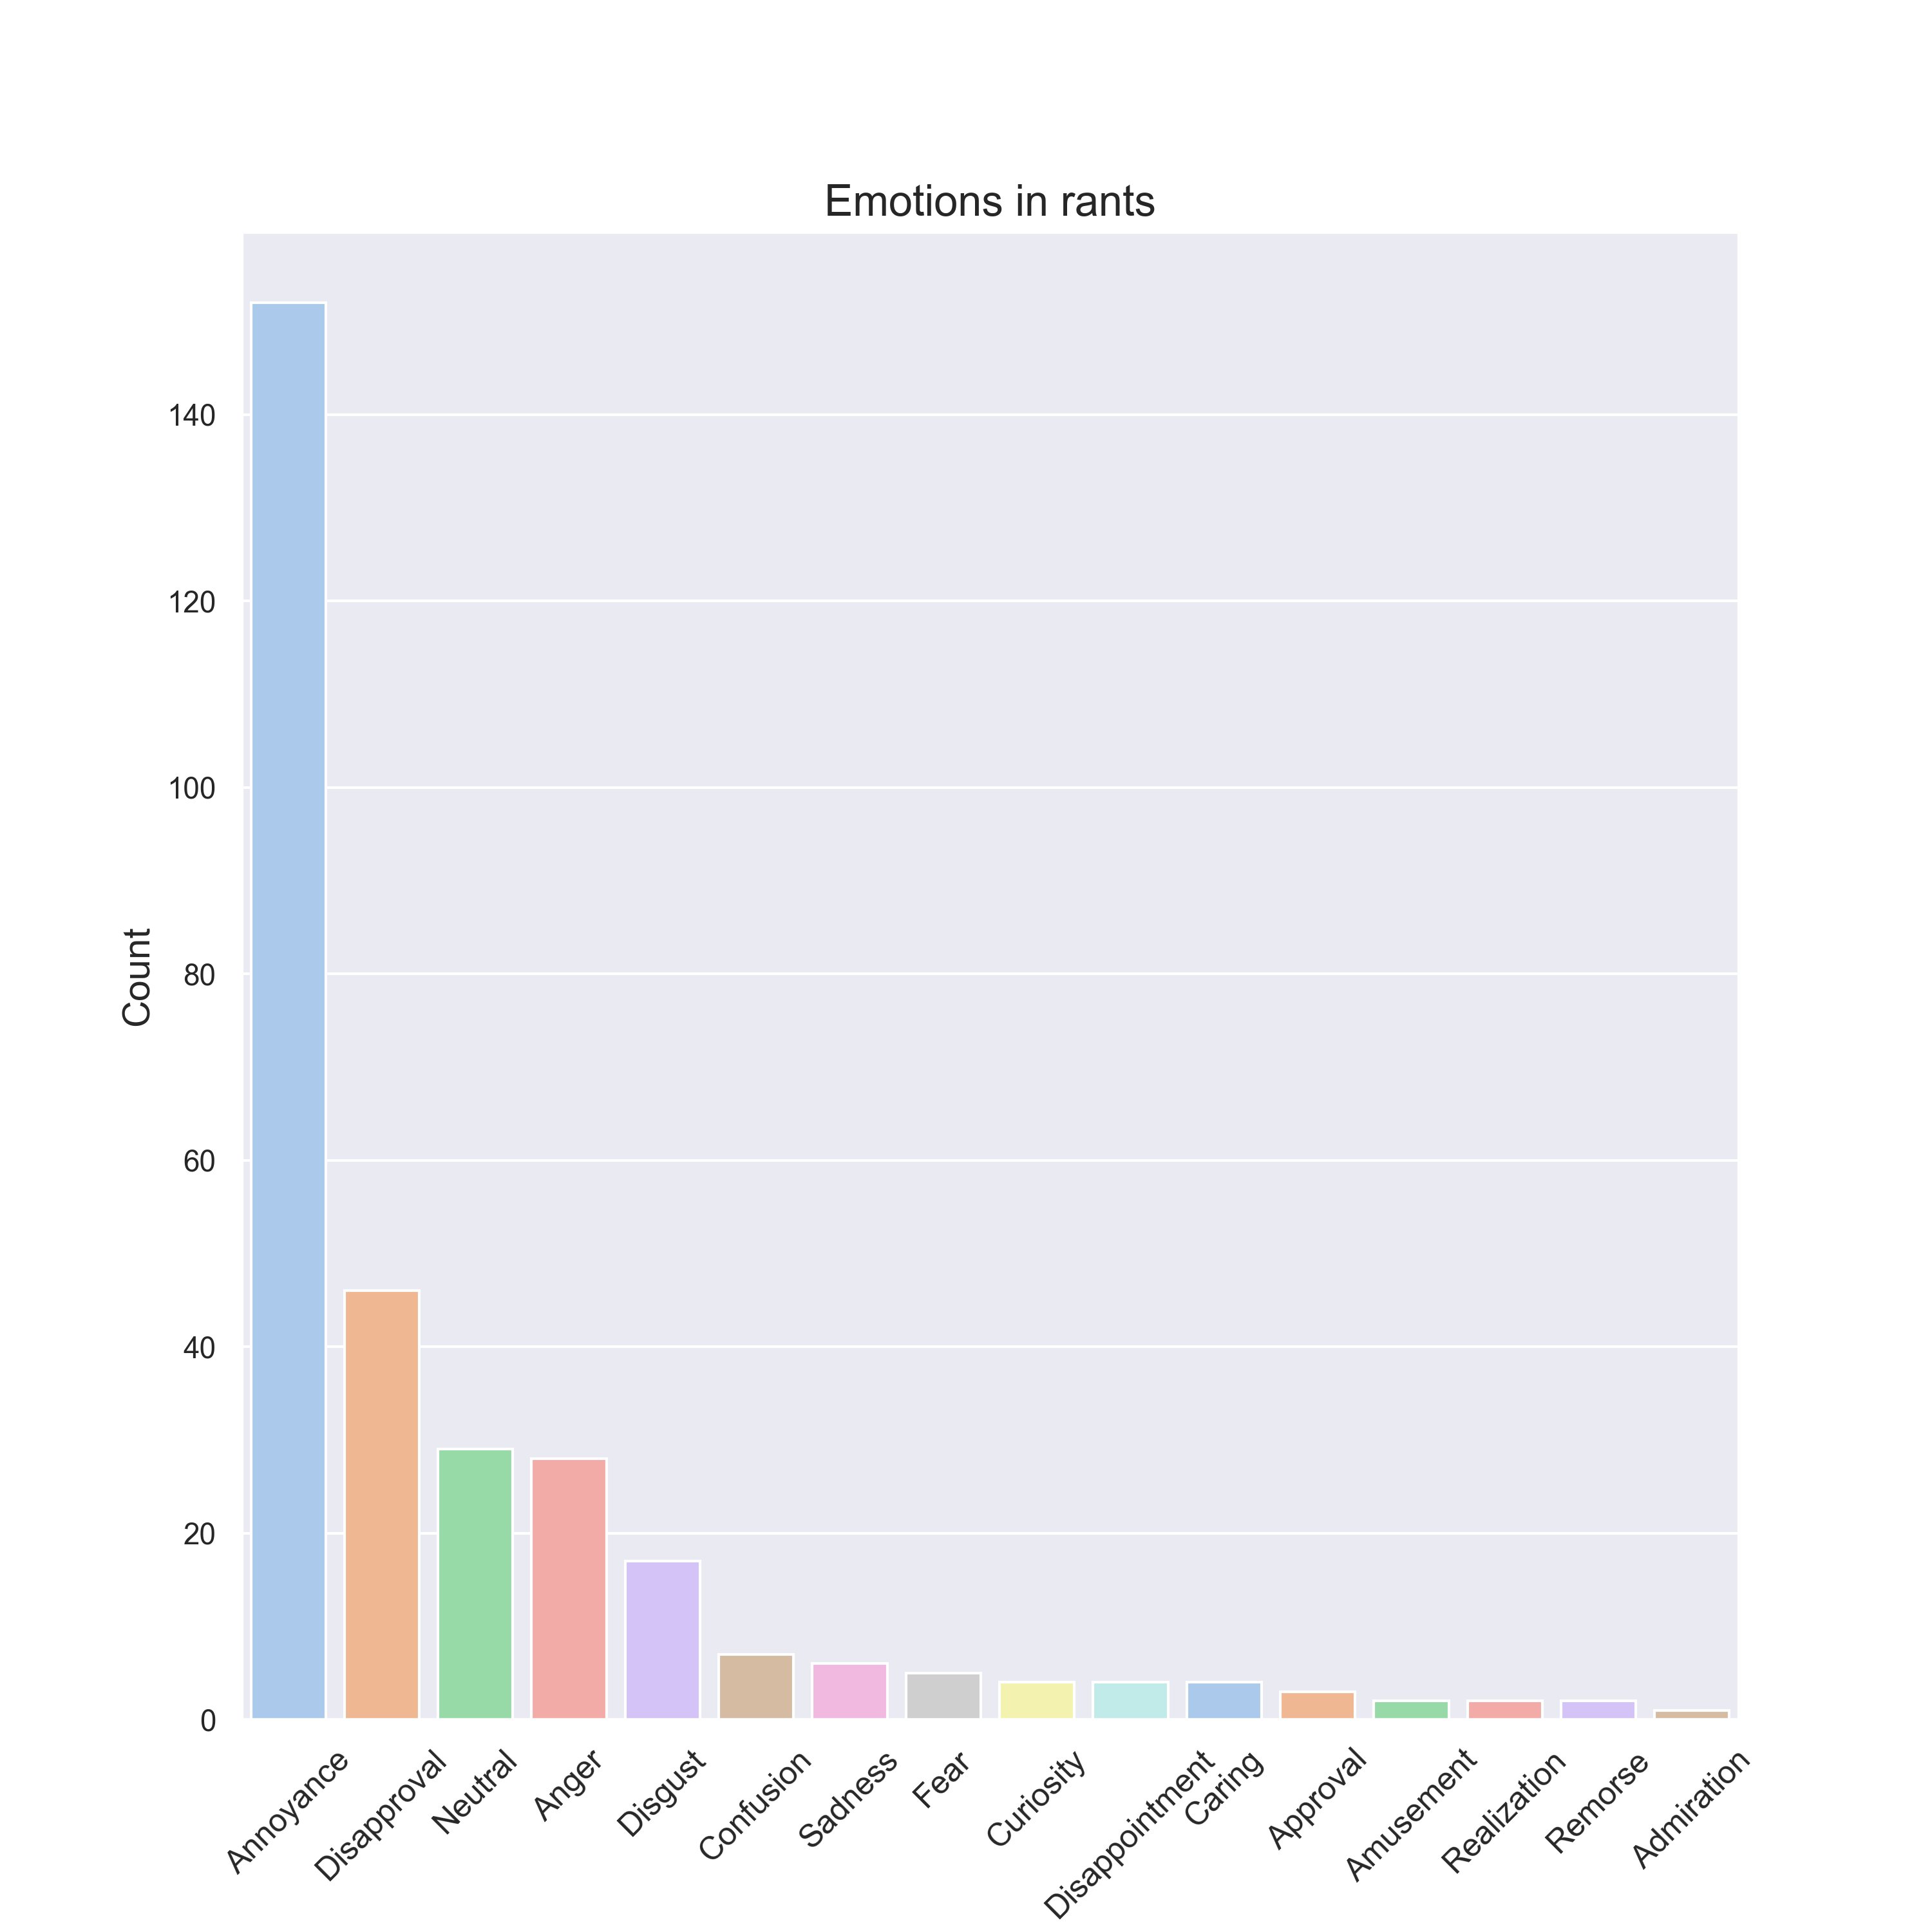 Emotions in rants
Count
140
120
100
80
60
40
20
0
Annoyance
Disapproval
Neutral
Anger
Disgust
Confusion
Sadness
Fear
Curiosity
Disappointment
Caring
Approval
Amusement
Realization
Remorse
Admiration